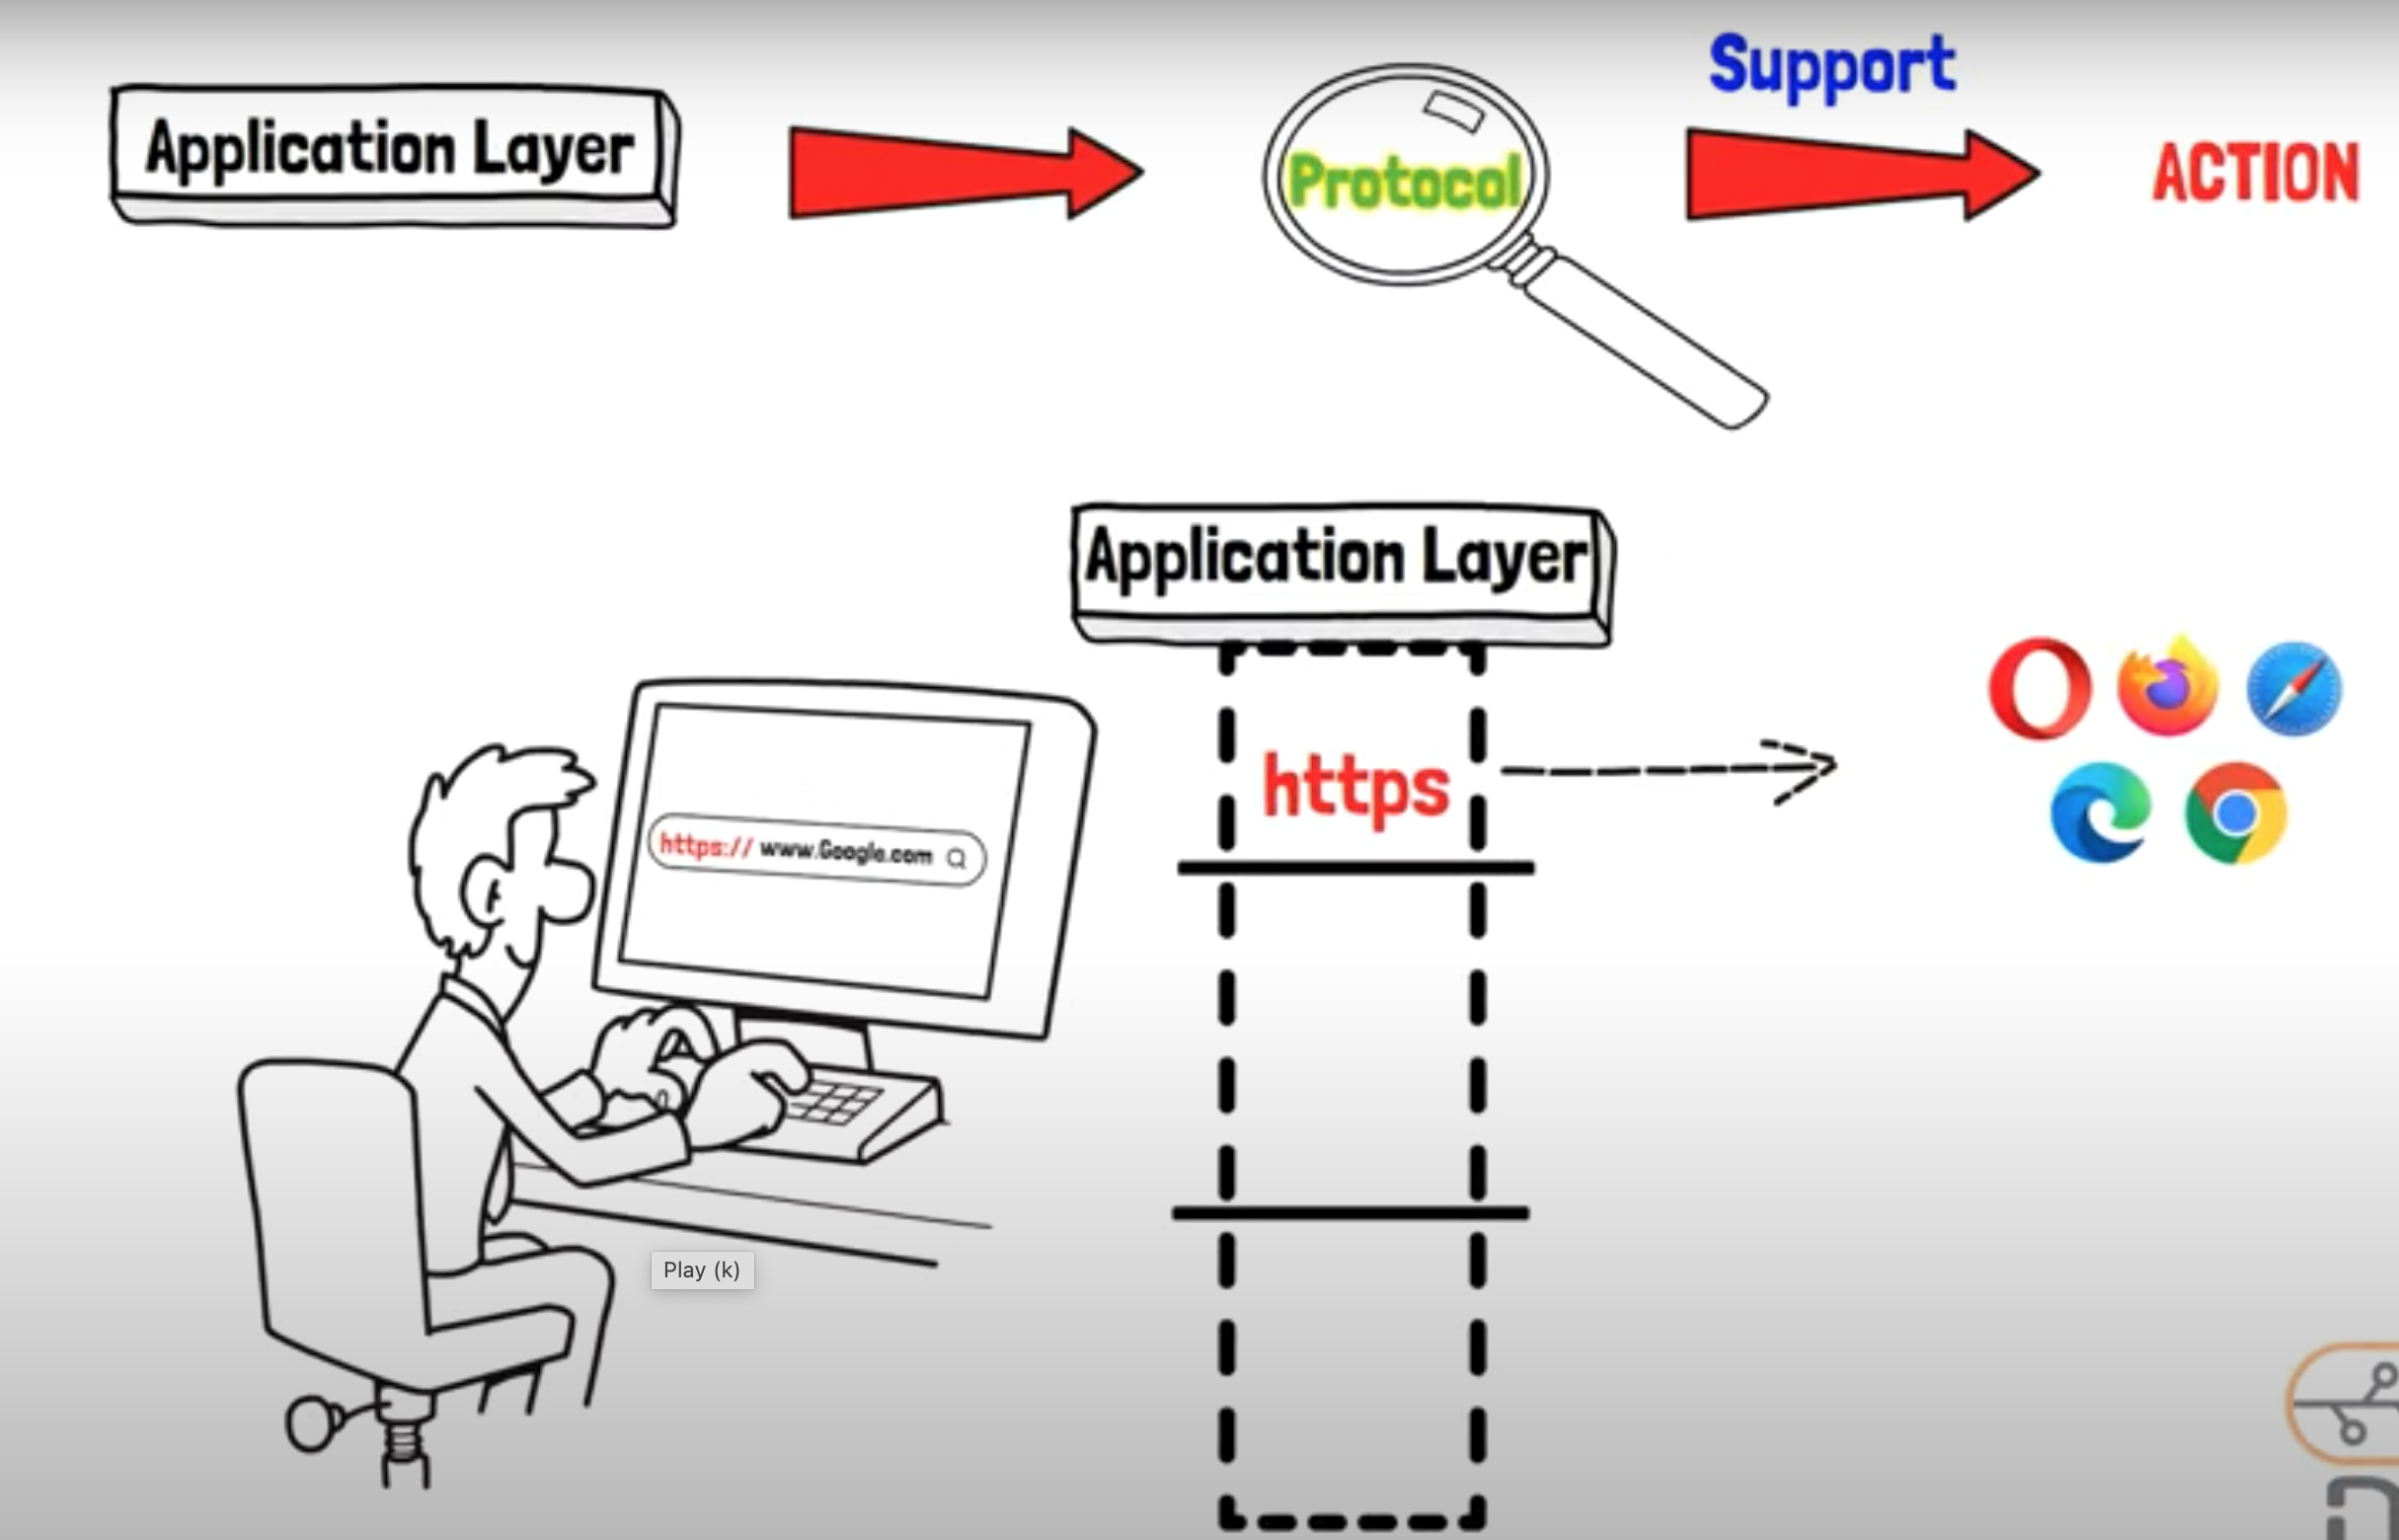 Support
Application Layer
Protocol
ACTION
Application Layer
https
https:// www.Google.com
Play (k)